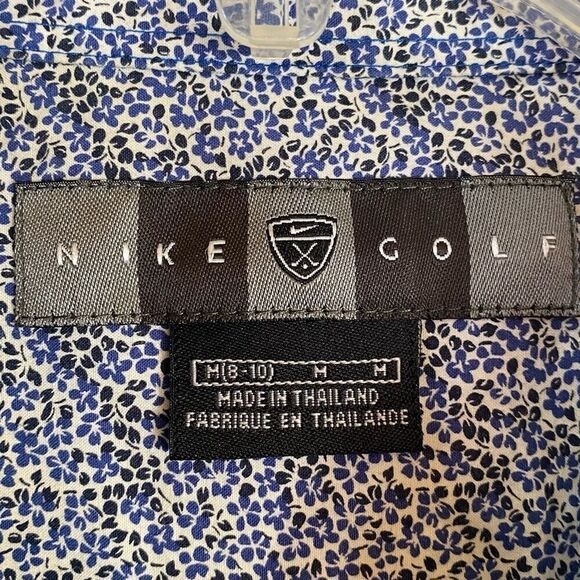 NIKE GOLF
M(8-10) M M
MADE IN THAILAND
FABRIQUE EN THAILANDE